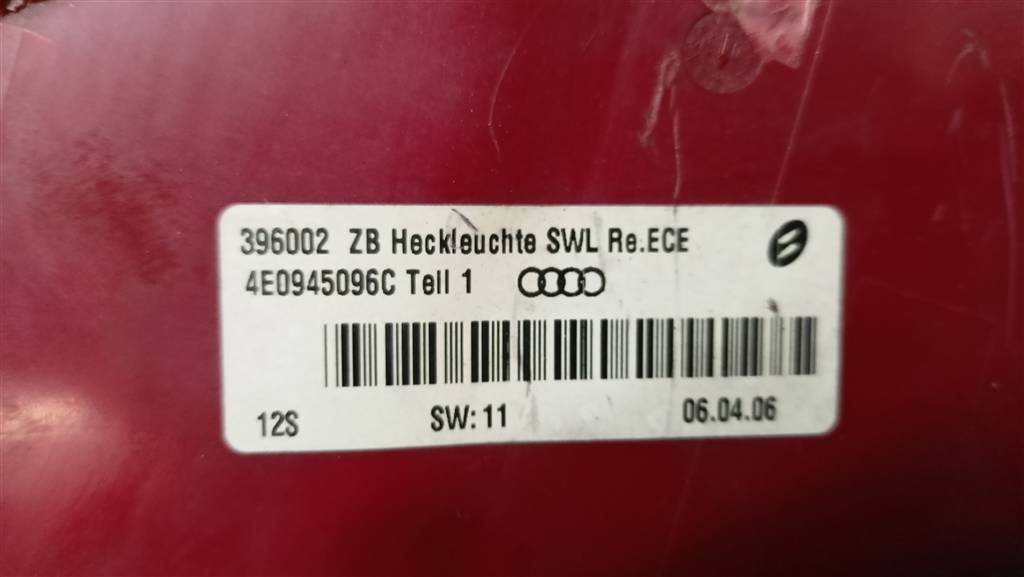 396002 ZB Heckleuchte SWL Re.ECE
4E0945096C Teil 1
12S SW: 11 06.04.06